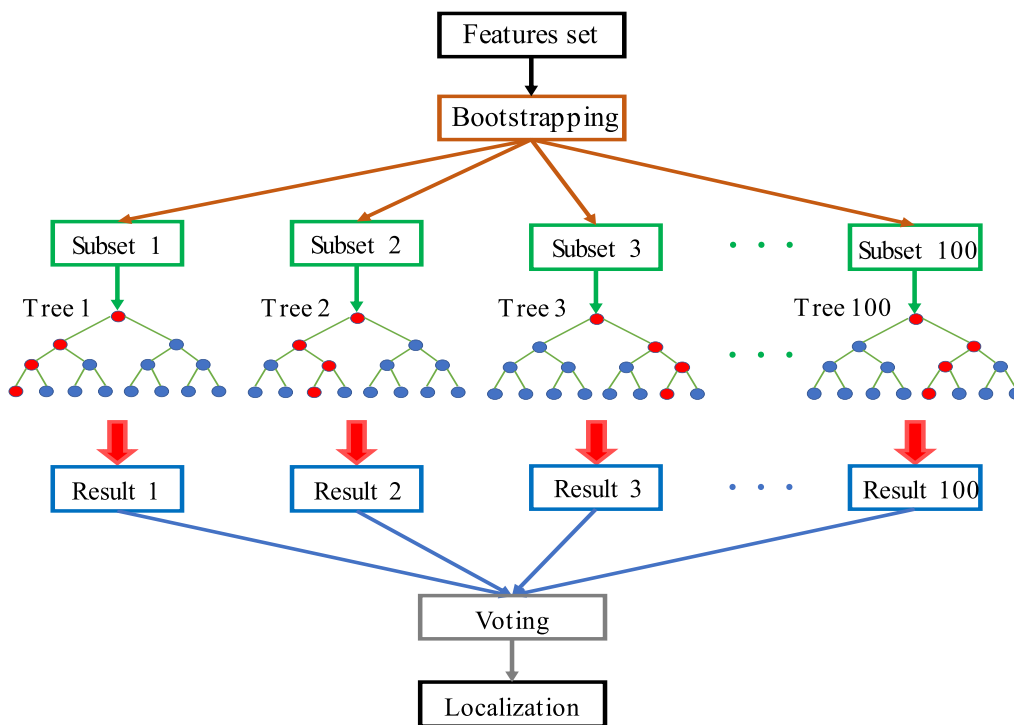 Features set
Bootstrapping
Subset 1
Subset 2
Subset 3
. . .
Subset 100
Tree 1
Tree 2
Tree 3
Tree 100
. . .
Result 1
Result 2
Result 3
. . .
Result 100
Voting
Localization